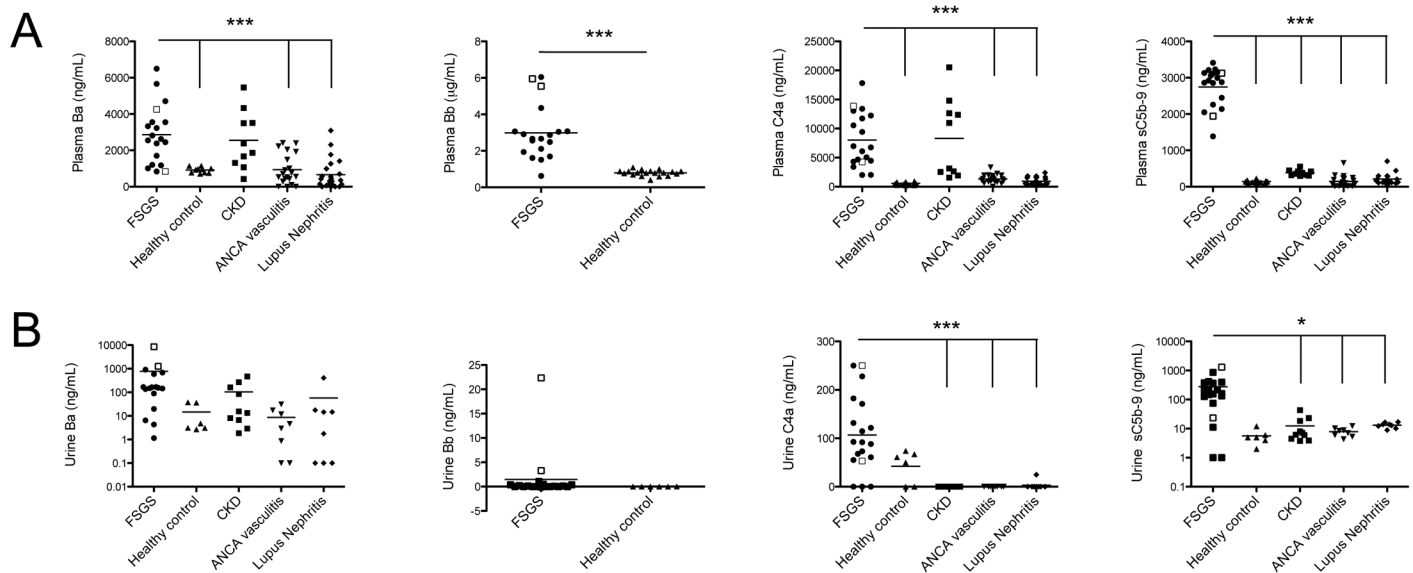 A
***
Plasma Ba (ng/mL)
8000
6000
4000
2000
0
FSGS
Healthy control
CKD
ANCA vasculitis
Lupus Nephritis
***
Plasma Bb (μg/mL)
8
6
4
2
0
FSGS
Healthy control
***
Plasma C4a (ng/mL)
25000
20000
15000
10000
5000
0
FSGS
Healthy control
CKD
ANCA vasculitis
Lupus Nephritis
***
Plasma sC5b-9 (ng/mL)
4000
3000
2000
1000
0
FSGS
Healthy control
CKD
ANCA vasculitis
Lupus Nephritis
B
Urine Ba (ng/mL)
10000
1000
100
10
1
0.1
0.01
FSGS
Healthy control
CKD
ANCA vasculitis
Lupus Nephritis
Urine Bb (ng/mL)
25
20
15
10
5
0
-5
FSGS
Healthy control
***
Urine C4a (ng/mL)
300
200
100
0
FSGS
Healthy control
CKD
ANCA vasculitis
Lupus Nephritis
*
Urine sC5b-9 (ng/mL)
10000
1000
100
10
1
0.1
FSGS
Healthy control
CKD
ANCA vasculitis
Lupus Nephritis